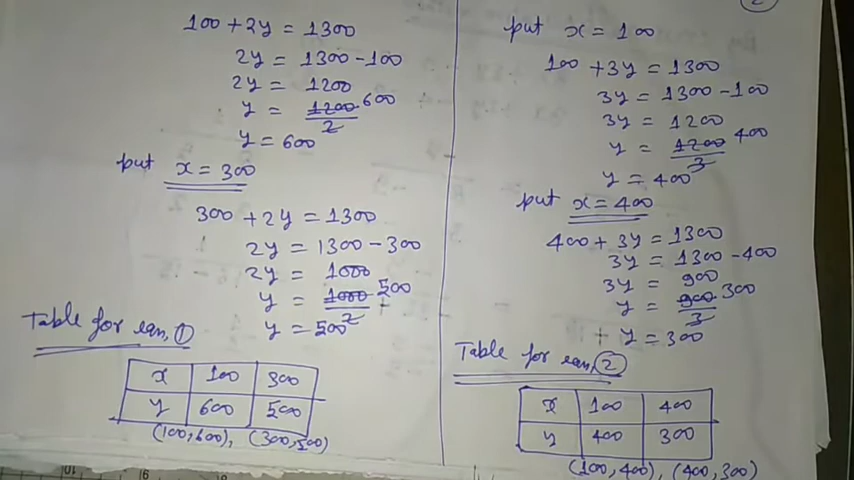 100 + 2y = 1300
2y = 1300 - 100
2y = 1200
y = 1200 600
2
y = 600
put x = 300
300 + 2y = 1300
2y = 1300 - 300
2y = 1000
y = 1000 500
2
y = 500
Table for eqn, 1
x 100 300
y 600 500
(100,600), (300,500)
2
put x = 100
100 + 3y = 1300
3y = 1300 - 100
3y = 1200
y = 1200 400
3
y = 400
put x = 400
400 + 3y = 1300
3y = 1300 - 400
3y = 900
y = 900 300
3
y = 300
Table for eqn, 2
x 100 400
y 400 300
(100,400), (400,300)